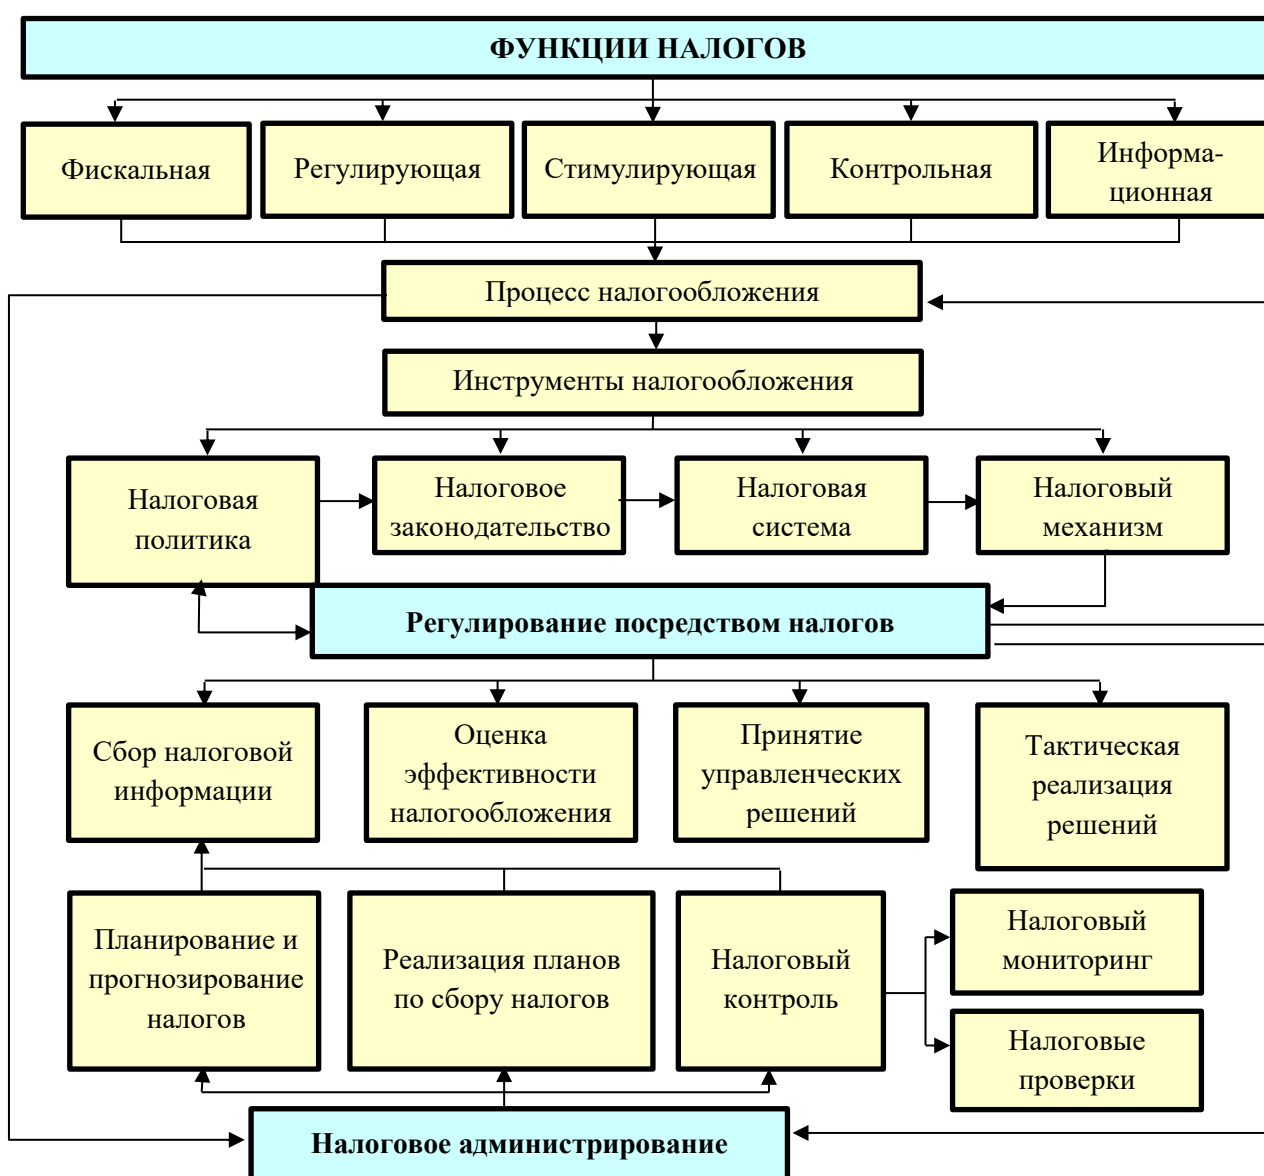 ФУНКЦИИ НАЛОГОВ
Фискальная
Регулирующая
Стимулирующая
Контрольная
Информа-
ционная
Процесс налогообложения
Инструменты налогообложения
Налоговая
политика
Налоговое
законодательство
Налоговая
система
Налоговый
механизм
Регулирование посредством налогов
Сбор налоговой
информации
Оценка
эффективности
налогообложения
Принятие
управленческих
решений
Тактическая
реализация
решений
Планирование и
прогнозирование
налогов
Реализация планов
по сбору налогов
Налоговый
контроль
Налоговый
мониторинг
Налоговые
проверки
Налоговое администрирование